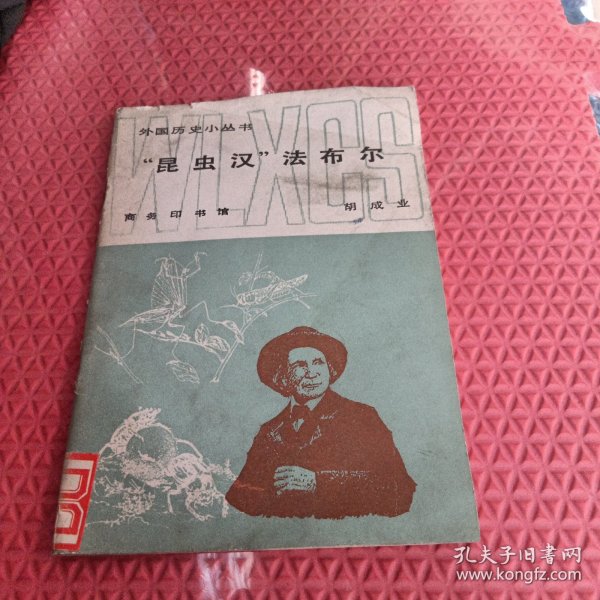 外国历史小丛书
WLXCS
“昆虫汉”法布尔
商务印书馆
胡成业
孔夫子旧书网
www.kongfz.com